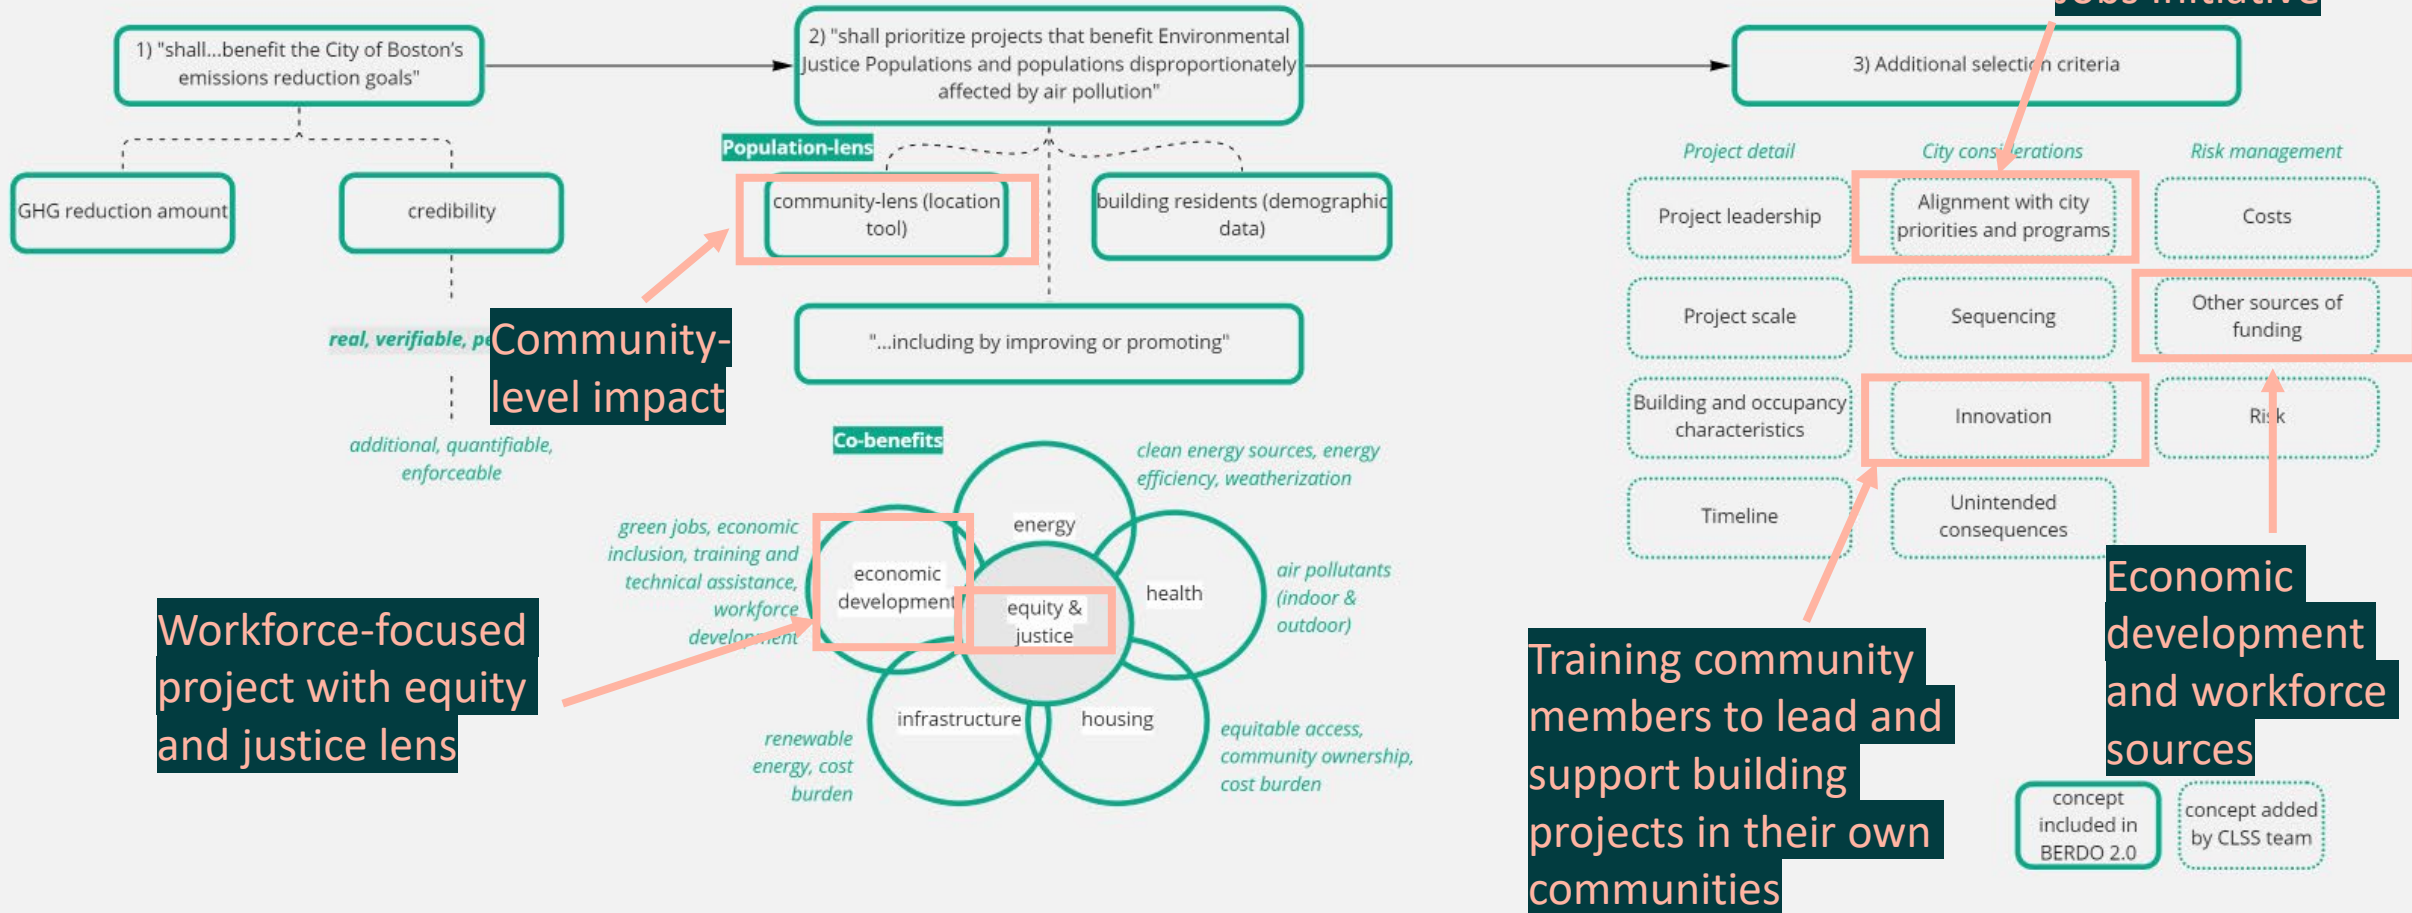 Jobs Initiative
1) "shall...benefit the City of Boston's
emissions reduction goals"
2) "shall prioritize projects that benefit Environmental
Justice Populations and populations disproportionately
affected by air pollution"
3) Additional selection criteria
GHG reduction amount
credibility
real, verifiable,
additional, quantifiable,
enforceable
Population-lens
community-lens (location
tool)
building residents (demographic
data)
Community-
level impact
"...including by improving or promoting"
Co-benefits
energy
clean energy sources, energy
efficiency, weatherization
green jobs, economic
inclusion, training and
technical assistance,
workforce
development
economic
development
equity &
justice
health
air pollutants
(indoor &
outdoor)
infrastructure
housing
renewable
energy, cost
burden
equitable access,
community ownership,
cost burden
Workforce-focused
project with equity
and justice lens
Project detail
Project leadership
Project scale
Building and occupancy
characteristics
Timeline
City considerations
Alignment with city
priorities and programs
Sequencing
Innovation
Unintended
consequences
Risk management
Costs
Other sources of
funding
Risk
Training community
members to lead and
support building
projects in their own
communities
Economic
development
and workforce
sources
concept
included in
BERDO 2.0
concept added
by CLSS team